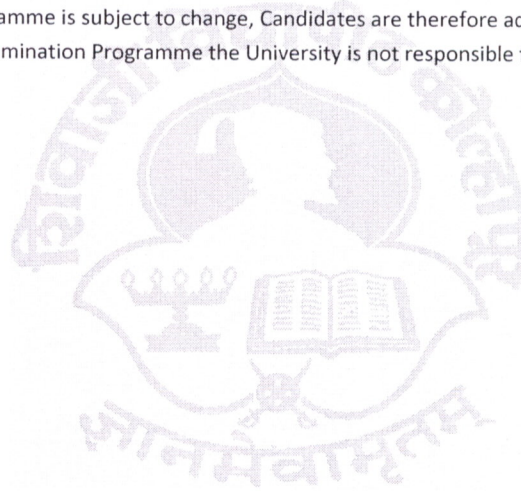 amme is subject to change, Candidates are therefore ac
mination Programme the University is not responsible
शिवाजी विद्यापीठ कोल्हापूर
ज्ञानमेवामृतम्